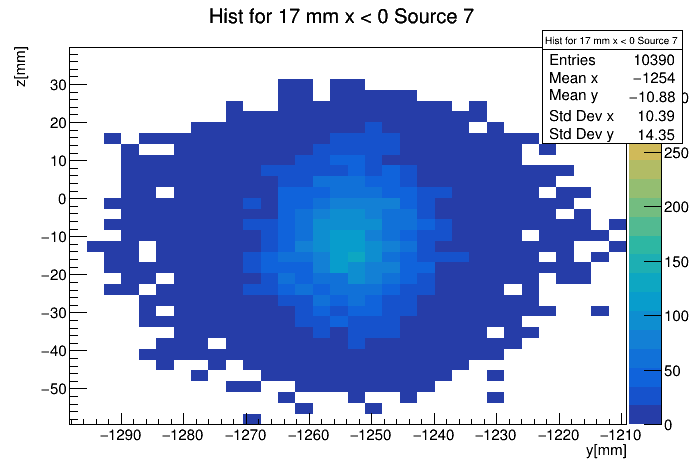 Hist for 17 mm x < 0 Source 7
z[mm]
Hist for 17 mm x < 0 Source 7
Entries 10390
Mean x −1254
Mean y −10.88
Std Dev x 10.39
Std Dev y 14.35
30
20
10
0
−10
−20
−30
−40
−50
−1290 −1280 −1270 −1260 −1250 −1240 −1230 −1220 −1210
y[mm]
0
250
200
150
100
50
0